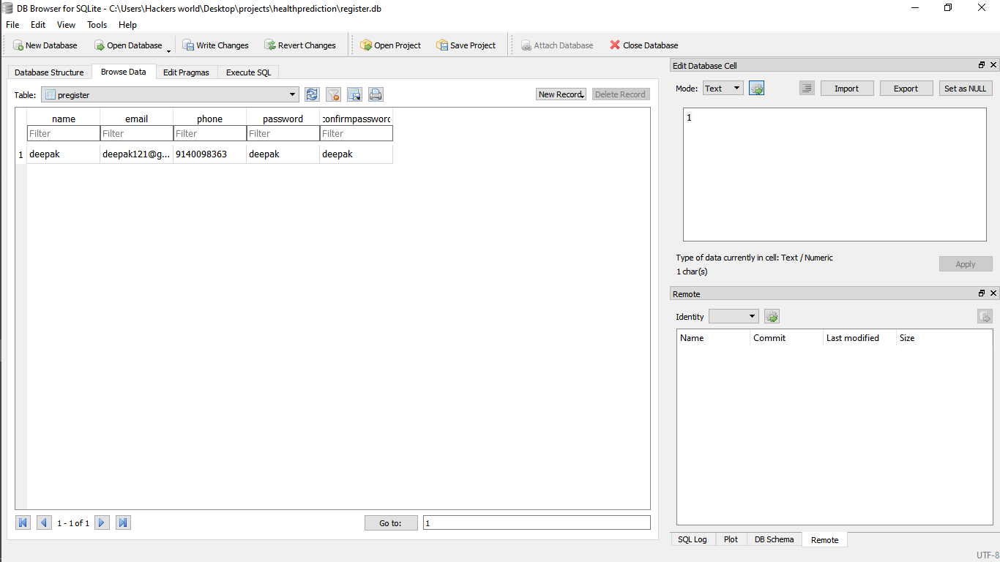 DB Browser for SQLite - C:\Users\Hackers world\Desktop\projects\healthprediction\register.db
File Edit View Tools Help
New Database Open Database Write Changes Revert Changes Open Project Save Project Attach Database Close Database
Database Structure Browse Data Edit Pragmas Execute SQL
Table: pregister New Record Delete Record
name email phone password confirmpassword
Filter Filter Filter Filter Filter
1 deepak deepak121@g... 9140098363 deepak deepak
1 - 1 of 1 Go to: 1
Edit Database Cell
Mode: Text Import Export Set as NULL
1
Type of data currently in cell: Text / Numeric
1 char(s)
Apply
Remote
Identity
Name Commit Last modified Size
SQL Log Plot DB Schema Remote
UTF-8